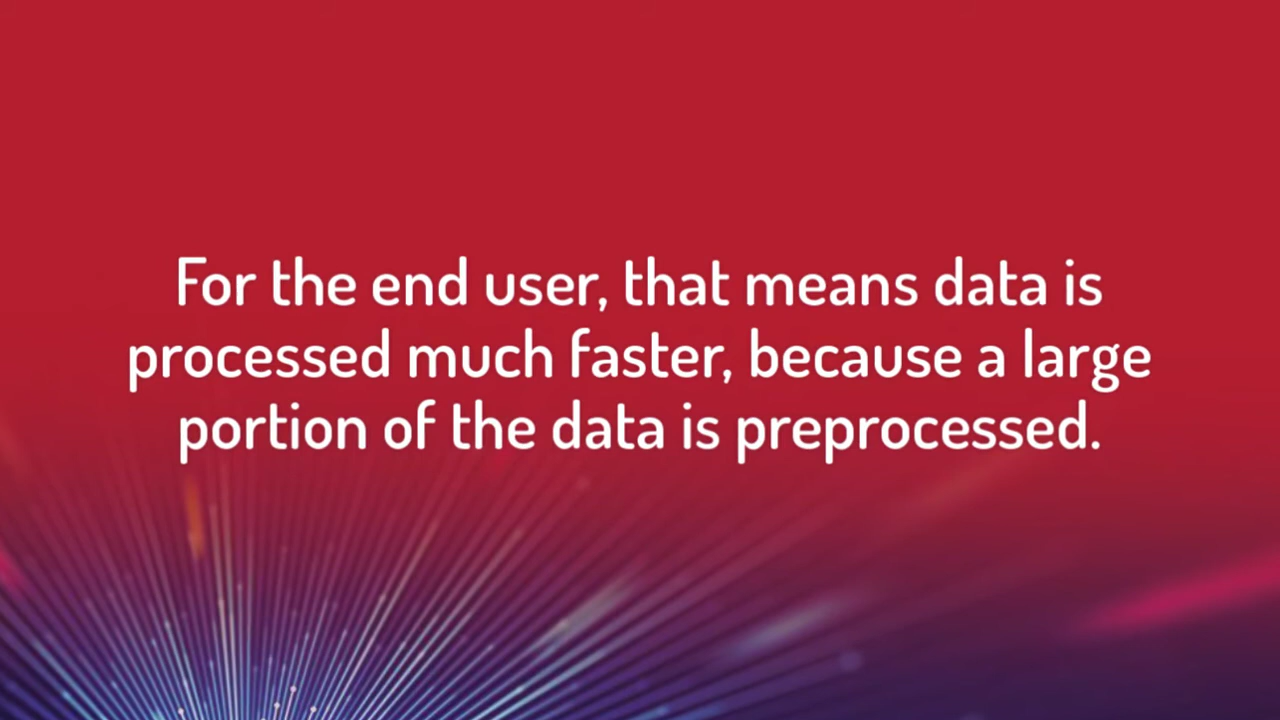 For the end user, that means data is
processed much faster, because a large
portion of the data is preprocessed.